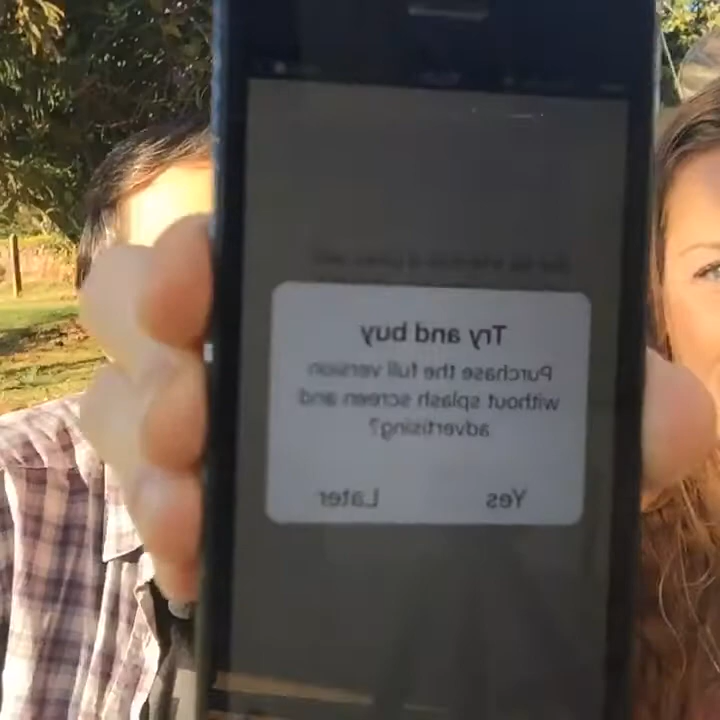 Try and buy
Purchase the full version
without splash screen and
advertising?
Yes Later